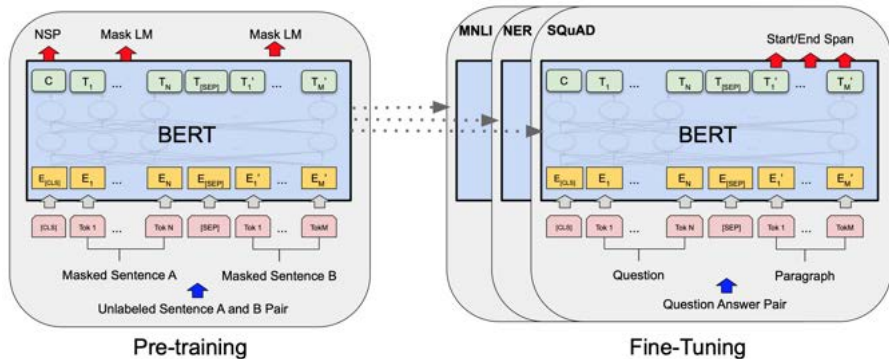 NSP Mask LM Mask LM
C T1 ... TN T[SEP] T1' ... TM'
BERT
E[CLS] E1 ... EN E[SEP] E1' ... EM'
[CLS] Tok 1 ... Tok N [SEP] Tok 1 ... TokM
Masked Sentence A Masked Sentence B
Unlabeled Sentence A and B Pair
Pre-training
MNLI NER SQuAD
Start/End Span
C T1 ... TN T[SEP] T1' ... TM'
BERT
E[CLS] E1 ... EN E[SEP] E1' ... EM'
[CLS] Tok 1 ... Tok N [SEP] Tok 1 ... TokM
Question Paragraph
Question Answer Pair
Fine-Tuning